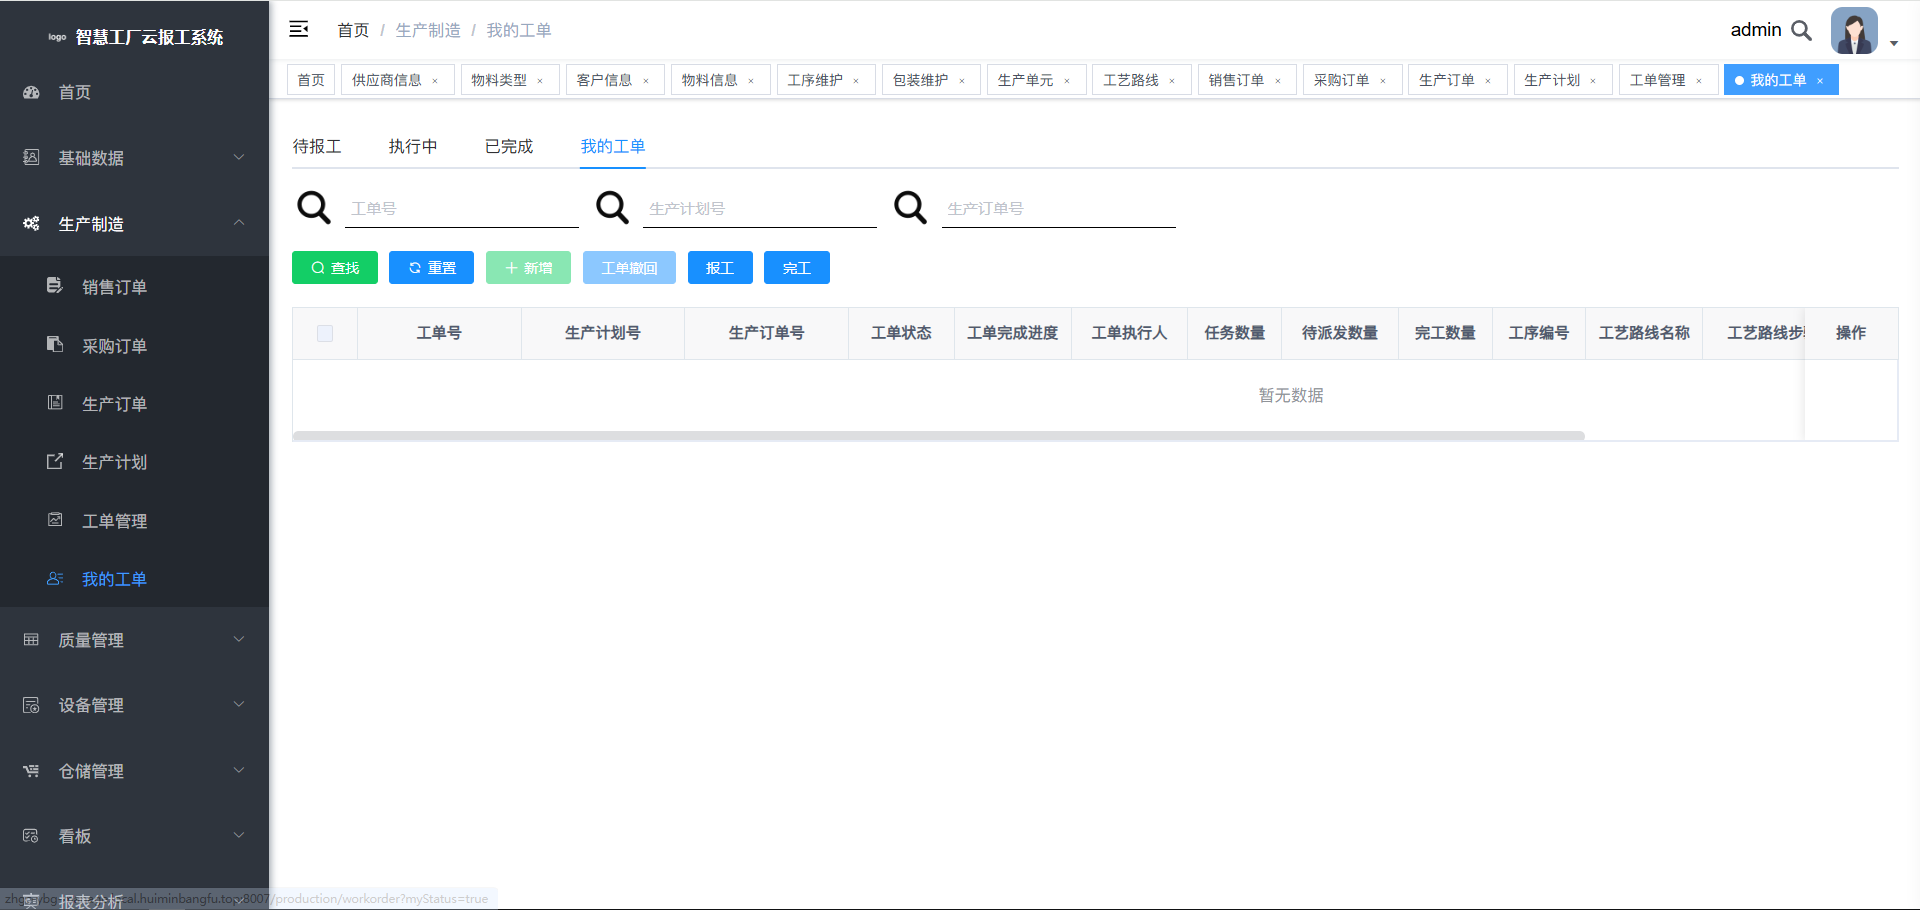 logo 智慧工厂云报工系统
首页 / 生产制造 / 我的工单
admin
首页 供应商信息 × 物料类型 × 客户信息 × 物料信息 × 工序维护 × 包装维护 × 生产单元 × 工艺路线 × 销售订单 × 采购订单 × 生产订单 × 生产计划 × 工单管理 × 我的工单 ×
首页
基础数据
生产制造
销售订单
采购订单
生产订单
生产计划
工单管理
我的工单
质量管理
设备管理
仓储管理
看板
报表分析
待报工 执行中 已完成 我的工单
工单号 生产计划号 生产订单号
查找 重置 新增 工单撤回 报工 完工
工单号 生产计划号 生产订单号 工单状态 工单完成进度 工单执行人 任务数量 待派发数量 完工数量 工序编号 工艺路线名称 工艺路线步 操作
暂无数据
cal.huiminbangfu.top:8007/production/workorder?myStatus=true